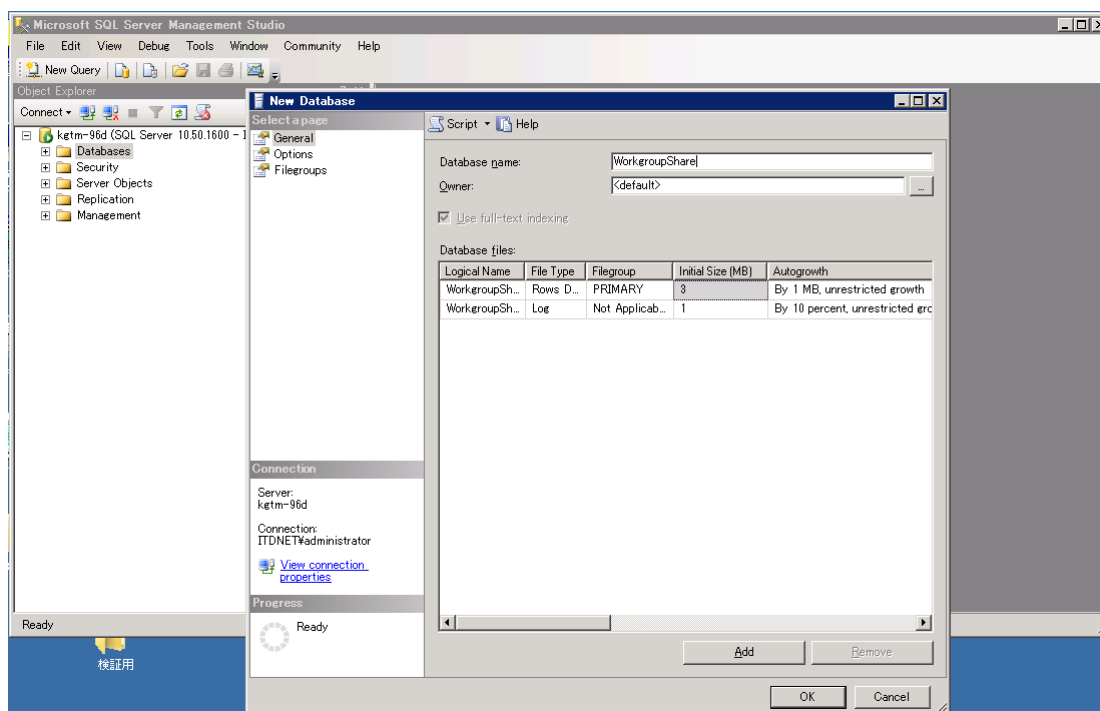 Microsoft SQL Server Management Studio
File Edit View Debug Tools Window Community Help
New Query
Object Explorer
Connect
kgtm-96d (SQL Server 10.50.1600 -
Databases
Security
Server Objects
Replication
Management
Ready
検証用
New Database
Select a page
General
Options
Filegroups
Connection
Server:
kgtm-96d
Connection:
ITDNET¥administrator
View connection
properties
Progress
Ready
Script Help
Database name: WorkgroupShare
Owner: <default> ...
Use full-text indexing
Database files:
Logical Name File Type Filegroup Initial Size (MB) Autogrowth
WorkgroupSh... Rows D... PRIMARY 3 By 1 MB, unrestricted growth
WorkgroupSh... Log Not Applicab... 1 By 10 percent, unrestricted gro
Add Remove
OK Cancel